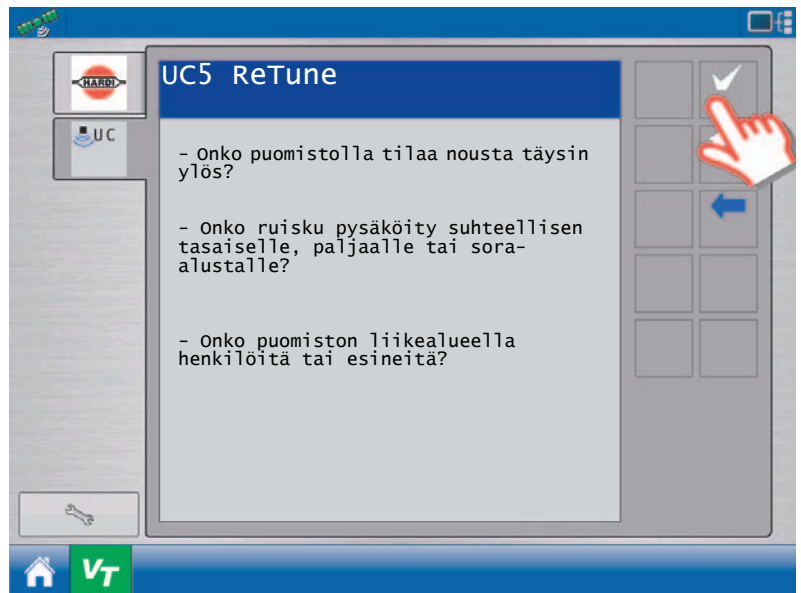 HARDI
UC5 ReTune
UC
- Onko puomistolla tilaa nousta täysin
ylös?
- Onko ruisku pysäköity suhteellisen
tasaiselle, paljaalle tai sora-
alustalle?
- Onko puomiston liikealueella
henkilöitä tai esineitä?
VT